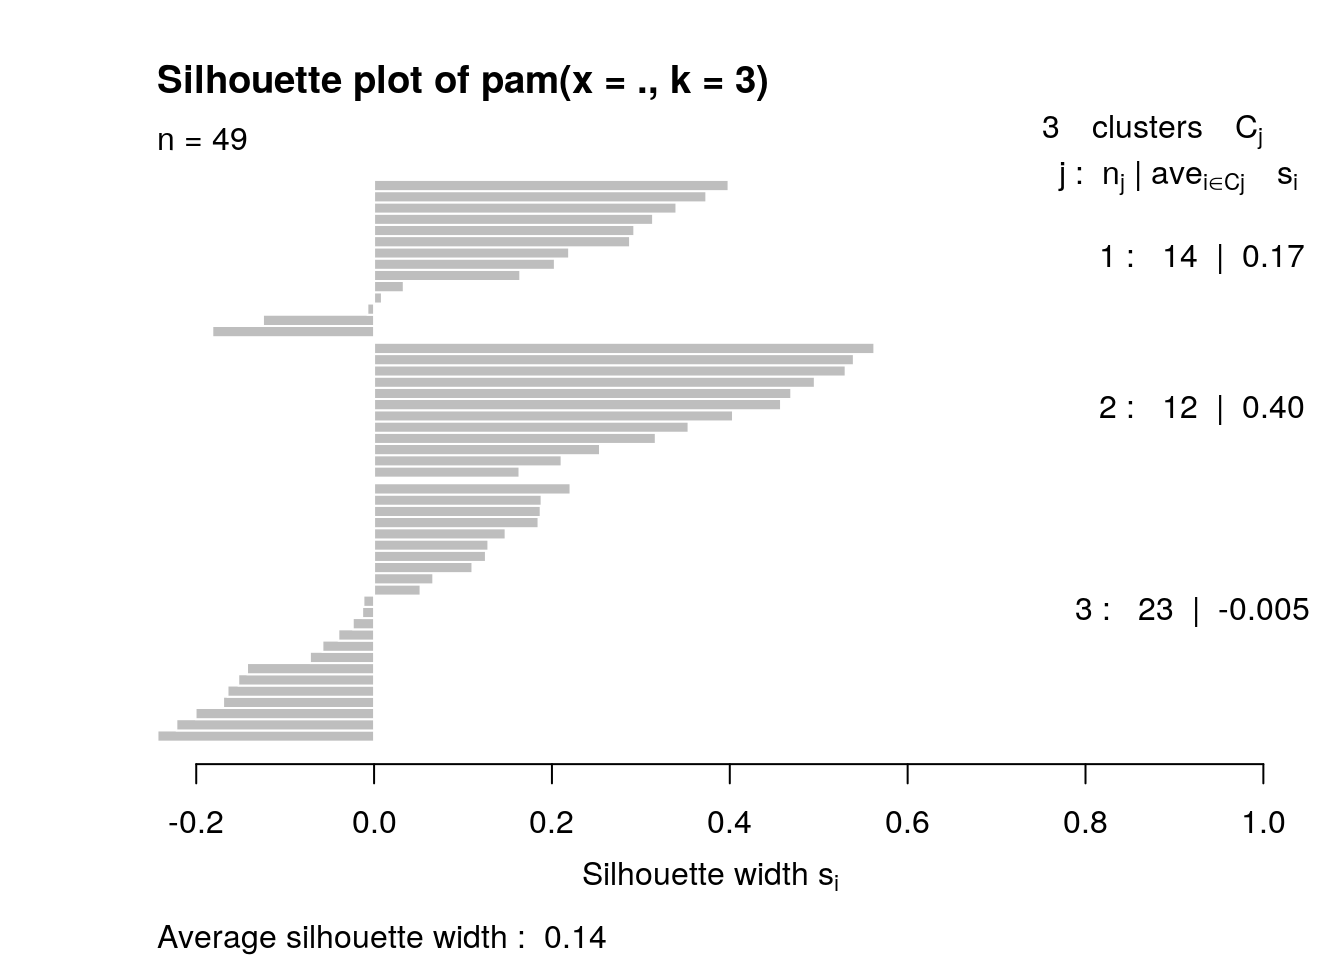 Silhouette plot of pam(x = ., k = 3)
n = 49
3 clusters Cj
j : nj | avei∈Cj si
1 : 14 | 0.17
2 : 12 | 0.40
3 : 23 | -0.005
-0.2 0.0 0.2 0.4 0.6 0.8 1.0
Silhouette width si
Average silhouette width : 0.14